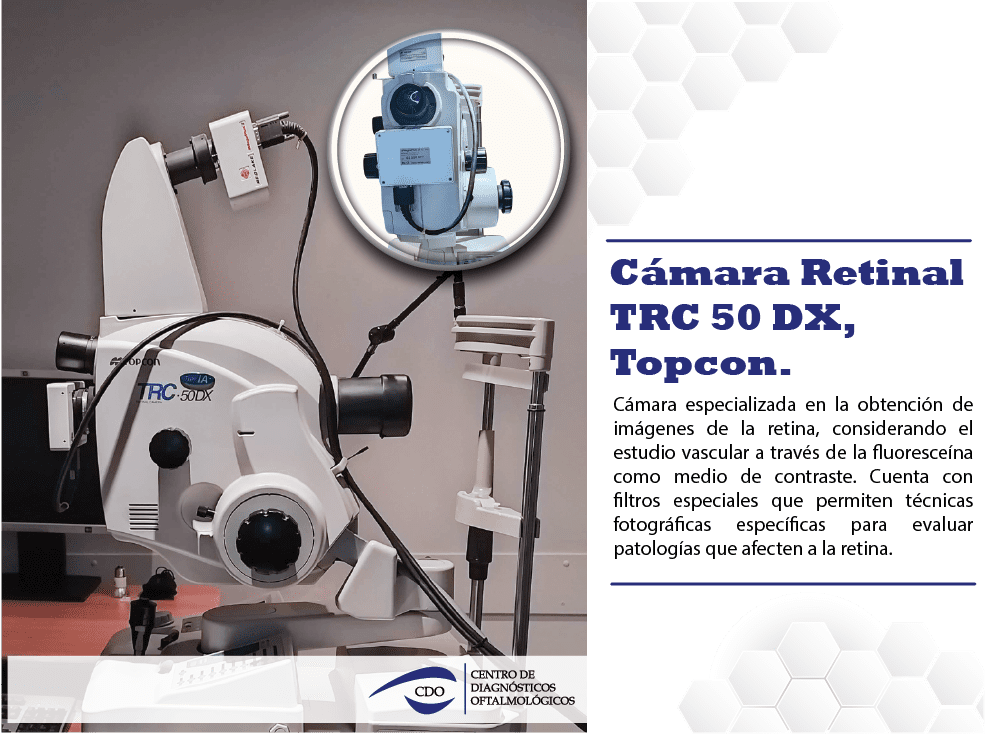 TOPCON
TRC-50DX
IA
Cámara Retinal
TRC 50 DX,
Topcon.
Cámara especializada en la obtención de
imágenes de la retina, considerando el
estudio vascular a través de la fluoresceína
como medio de contraste. Cuenta con
filtros especiales que permiten técnicas
fotográficas específicas para evaluar
patologías que afecten a la retina.
CDO
CENTRO DE
DIAGNÓSTICOS
OFTALMOLÓGICOS